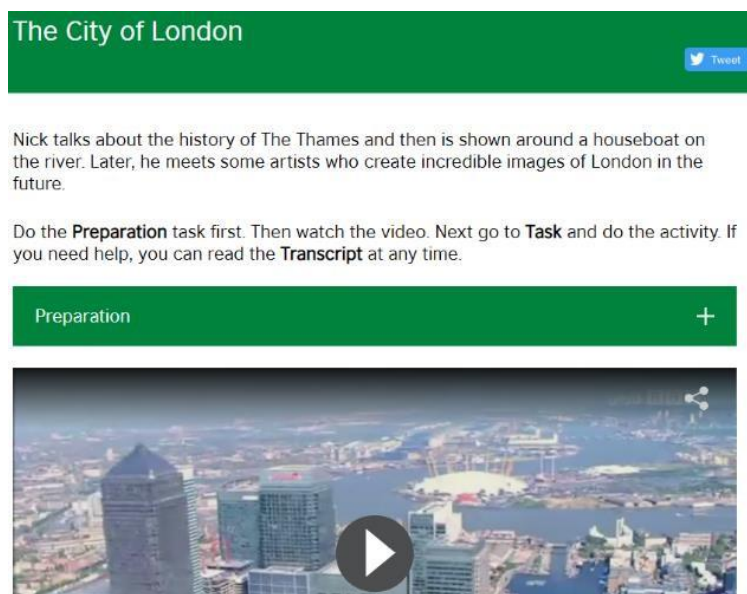 The City of London
Tweet
Nick talks about the history of The Thames and then is shown around a houseboat on
the river. Later, he meets some artists who create incredible images of London in the
future.
Do the Preparation task first. Then watch the video. Next go to Task and do the activity. If
you need help, you can read the Transcript at any time.
Preparation